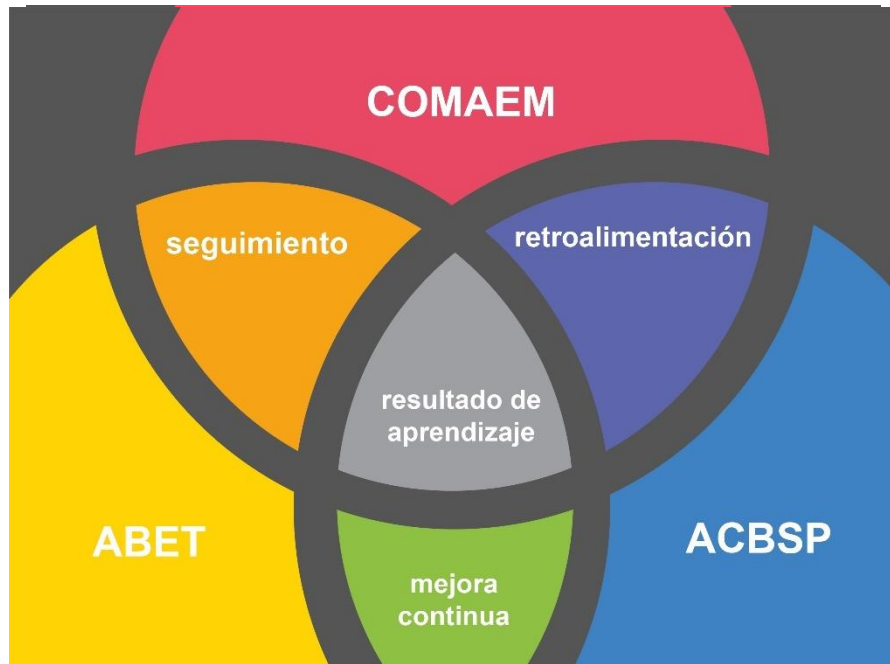 COMAEM
seguimiento
retroalimentación
resultado de
aprendizaje
ABET
ACBSP
mejora
continua